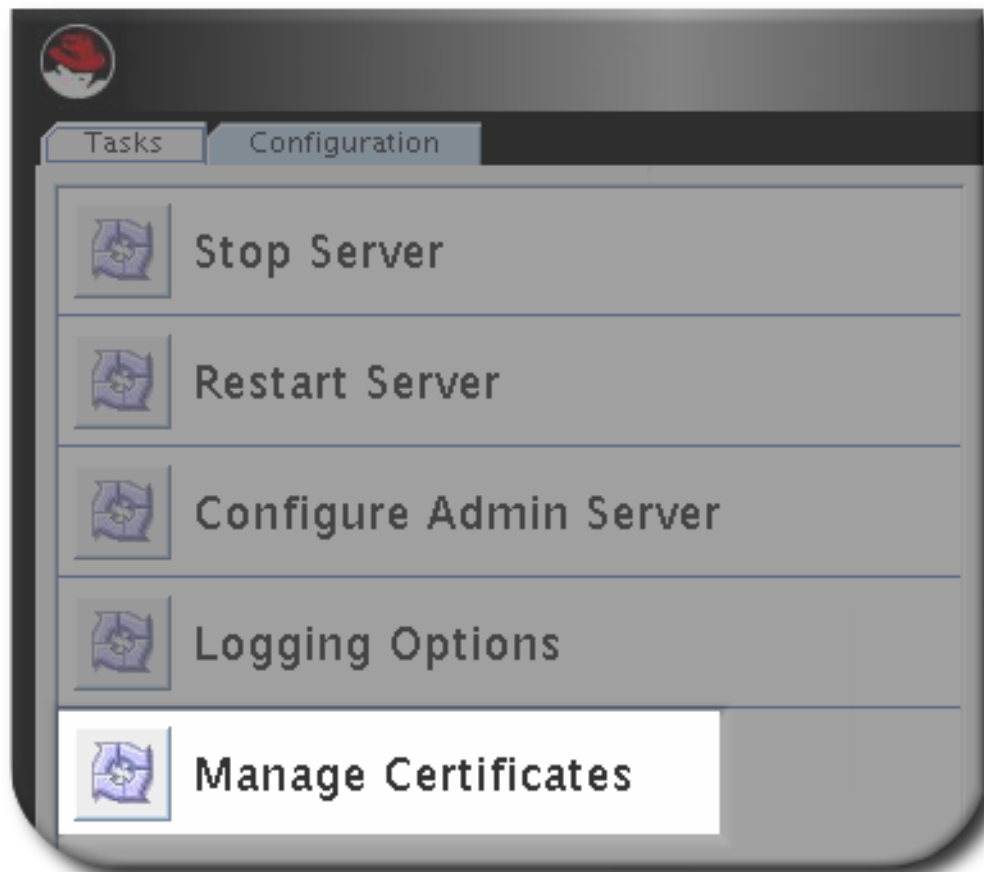 Tasks
Configuration
Stop Server
Restart Server
Configure Admin Server
Logging Options
Manage Certificates